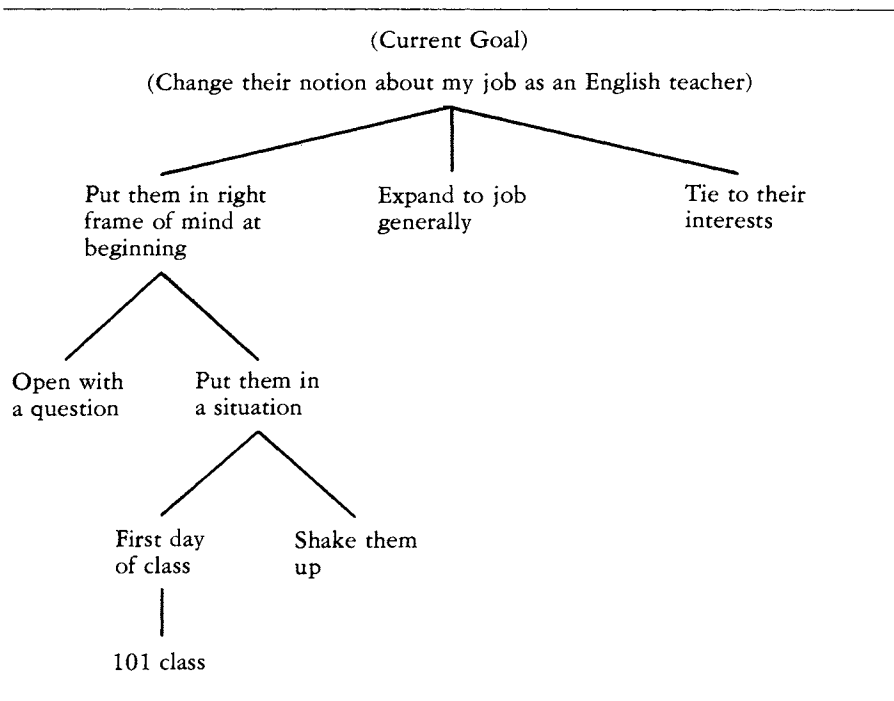 (Current Goal)
(Change their notion about my job as an English teacher)
Put them in right
frame of mind at
beginning
Expand to job
generally
Tie to their
interests
Open with
a question
Put them in
a situation
First day
of class
Shake them
up
101 class